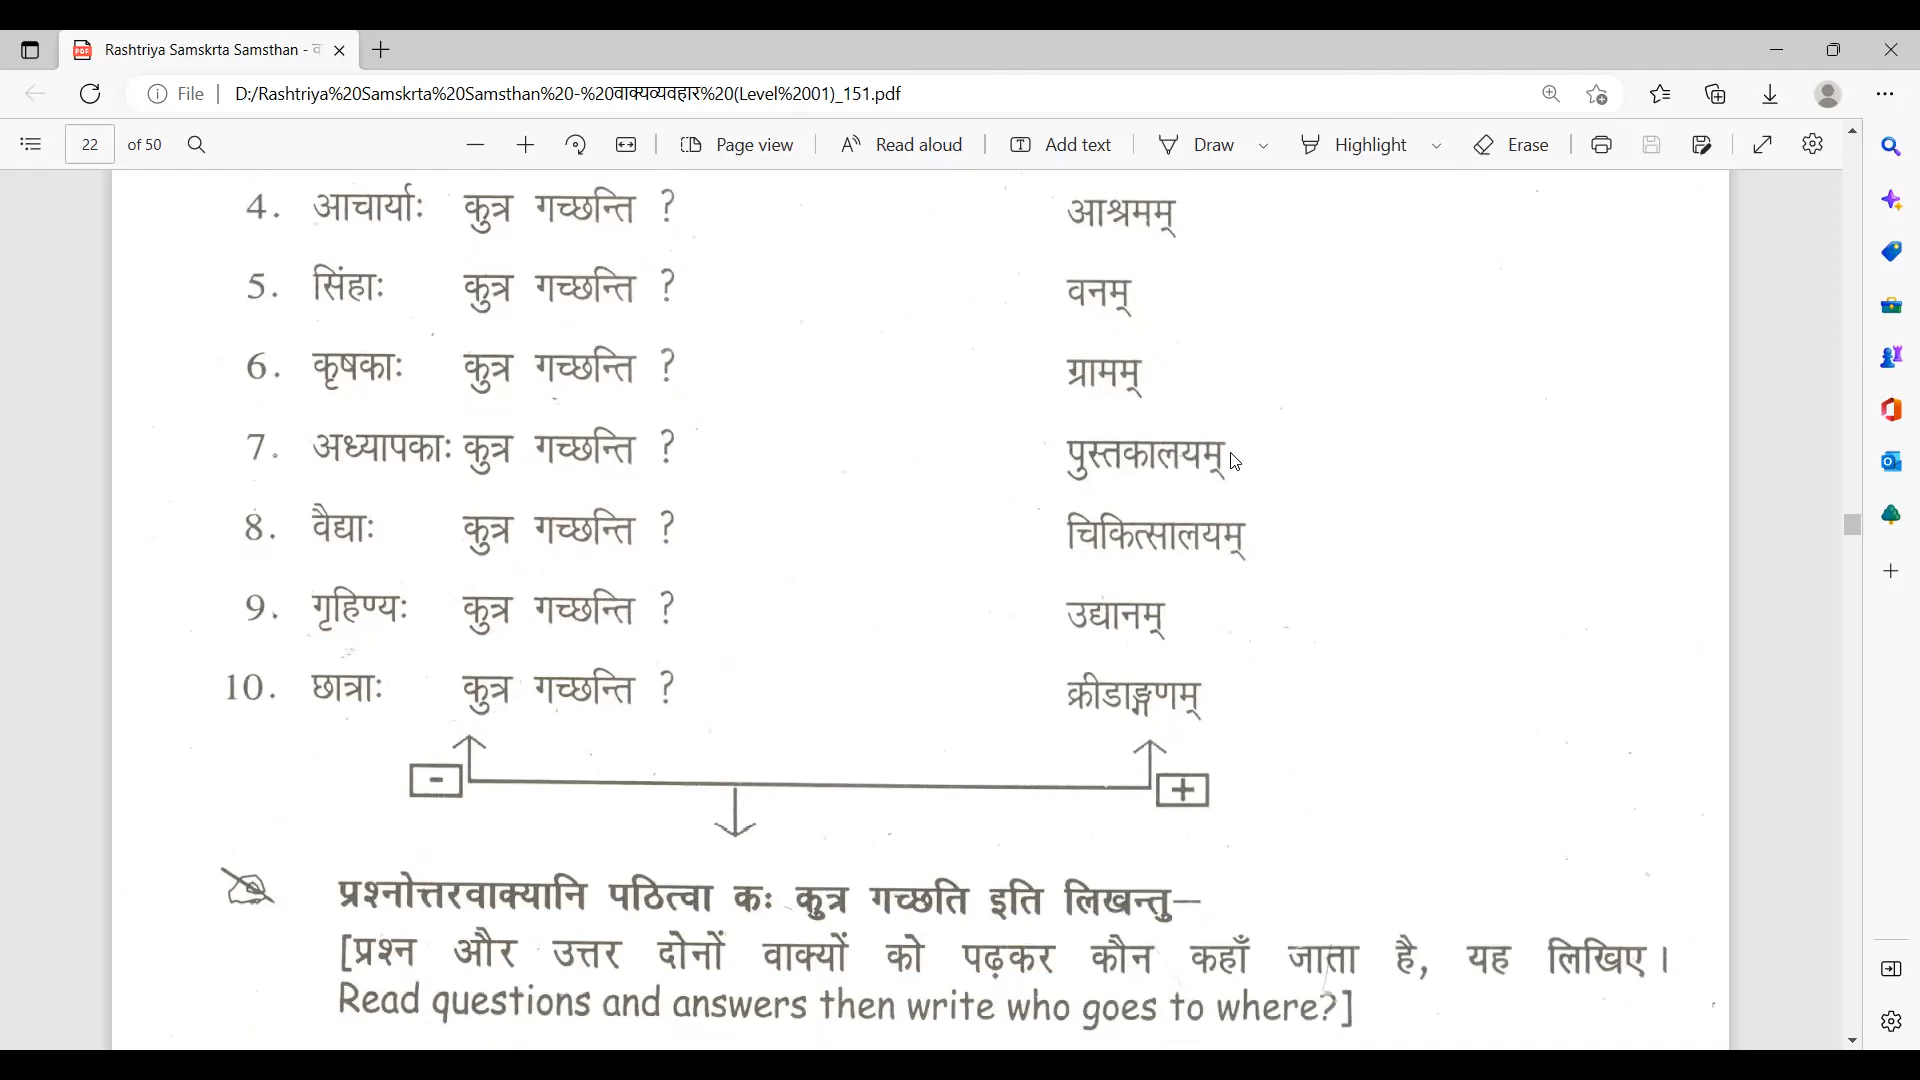 Rashtriya Samskrta Samsthan - व
File D:/Rashtriya%20Samskrta%20Samsthan%20-%20वाक्यव्यवहार%20(Level%2001)_151.pdf
22 of 50 Page view Read aloud Add text Draw Highlight Erase
4. आचार्याः कुत्र गच्छन्ति ? आश्रमम्
5. सिंहाः कुत्र गच्छन्ति ? वनम्
6. कृषकाः कुत्र गच्छन्ति ? ग्रामम्
7. अध्यापकाः कुत्र गच्छन्ति ? पुस्तकालयम्
8. वैद्याः कुत्र गच्छन्ति ? चिकित्सालयम्
9. गृहिण्यः कुत्र गच्छन्ति ? उद्यानम्
10. छात्राः कुत्र गच्छन्ति ? क्रीडाङ्गणम्
- +
प्रश्नोत्तरवाक्यानि पठित्वा कः कुत्र गच्छति इति लिखन्तु—
[प्रश्न और उत्तर दोनों वाक्यों को पढ़कर कौन कहाँ जाता है, यह लिखिए।
Read questions and answers then write who goes to where?]